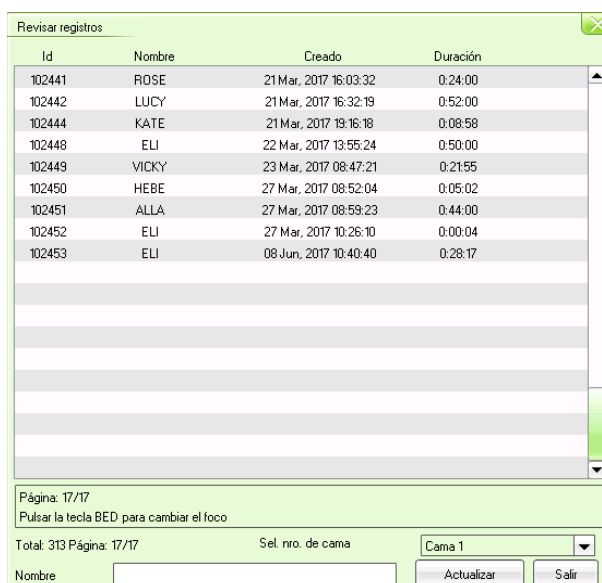 Revisar registros
Id Nombre Creado Duración
102441 ROSE 21 Mar, 2017 16:03:32 0:24:00
102442 LUCY 21 Mar, 2017 16:32:19 0:52:00
102444 KATE 21 Mar, 2017 19:16:18 0:08:58
102448 ELI 22 Mar, 2017 13:55:24 0:50:00
102449 VICKY 23 Mar, 2017 08:47:21 0:21:55
102450 HEBE 27 Mar, 2017 08:52:04 0:05:02
102451 ALLA 27 Mar, 2017 08:59:23 0:44:00
102452 ELI 27 Mar, 2017 10:26:10 0:00:04
102453 ELI 08 Jun, 2017 10:40:40 0:28:17
Página: 17/17
Pulsar la tecla BED para cambiar el foco
Total: 313 Página: 17/17 Sel. nro. de cama Cama 1
Nombre Actualizar Salir